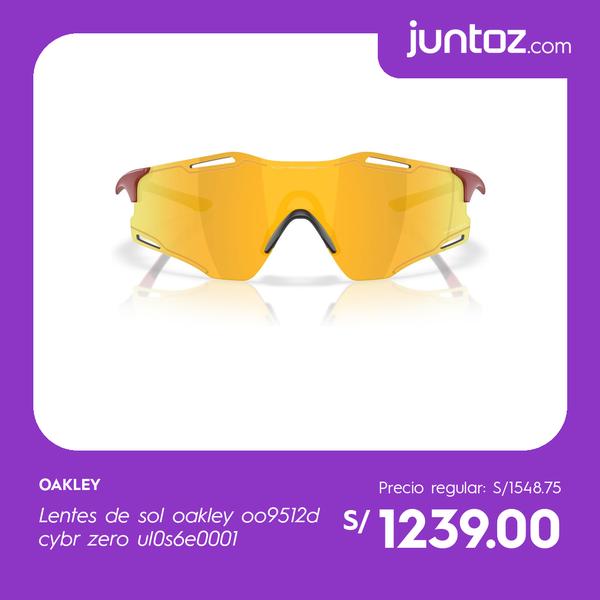 juntoz.com
OAKLEY
Lentes de sol oakley oo9512d
cybr zero ul0s6e0001
Precio regular: S/1548.75
S/ 1239.00